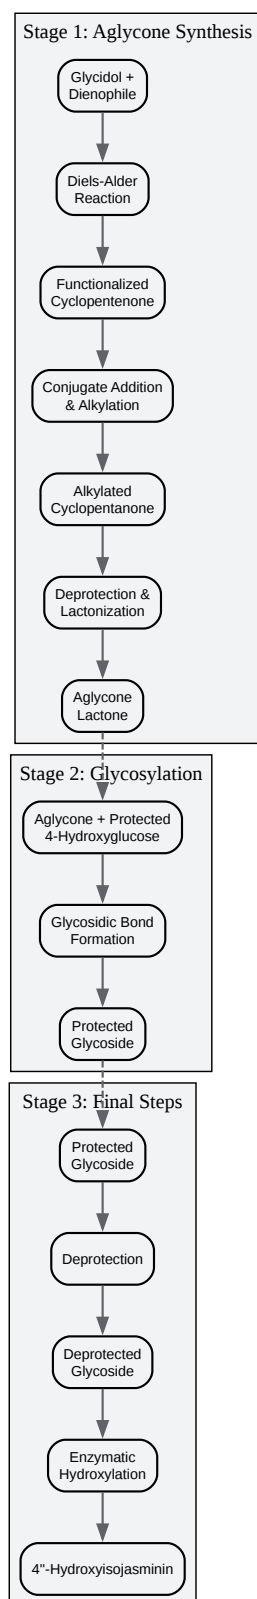 Stage 1: Aglycone Synthesis
Glycidol +
Dienophile
Diels-Alder
Reaction
Functionalized
Cyclopentenone
Conjugate Addition
& Alkylation
Alkylated
Cyclopentanone
Deprotection &
Lactonization
Aglycone
Lactone
Stage 2: Glycosylation
Aglycone + Protected
4-Hydroxyglucose
Glycosidic Bond
Formation
Protected
Glycoside
Stage 3: Final Steps
Protected
Glycoside
Deprotection
Deprotected
Glycoside
Enzymatic
Hydroxylation
4"-Hydroxyisojasminin